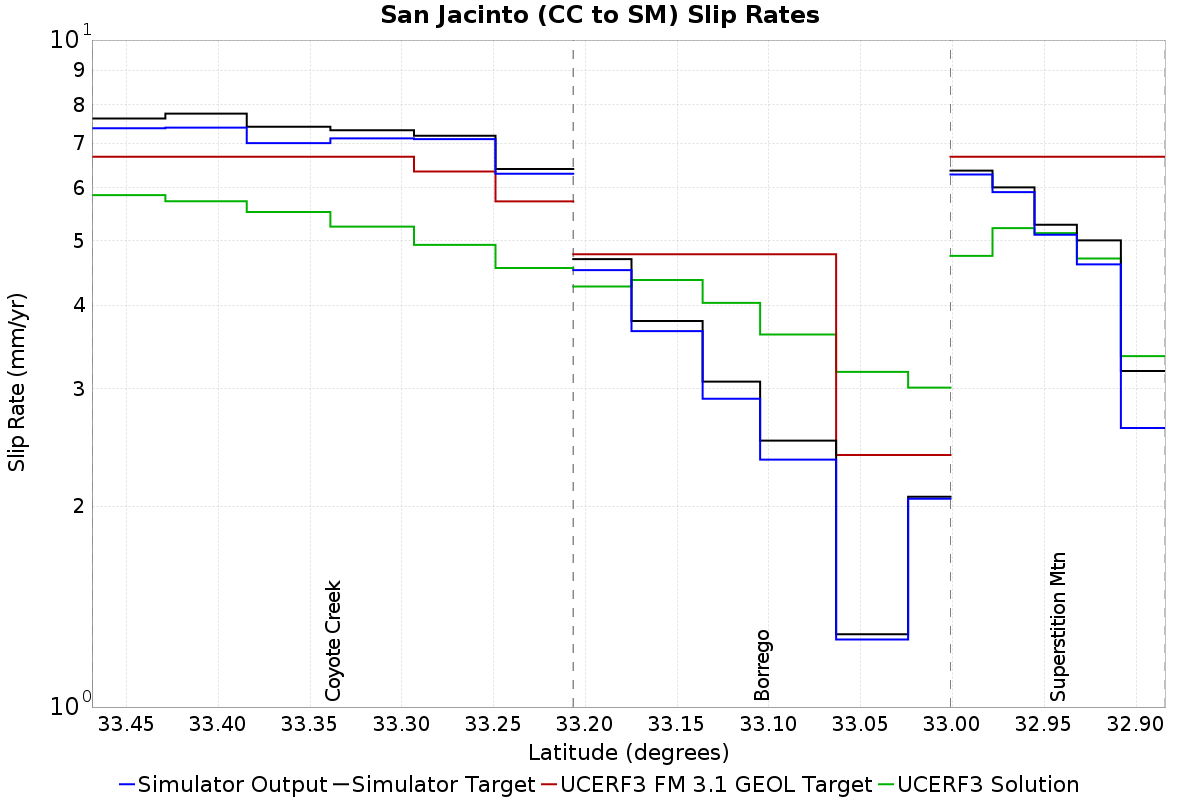 San Jacinto (CC to SM) Slip Rates
10^1
9
8
7
6
5
4
3
2
10^0
Slip Rate (mm/yr)
Coyote Creek
Borrego
Superstition Mtn
33.45 33.40 33.35 33.30 33.25 33.20 33.15 33.10 33.05 33.00 32.95 32.90
Latitude (degrees)
Simulator Output Simulator Target UCERF3 FM 3.1 GEOL Target UCERF3 Solution